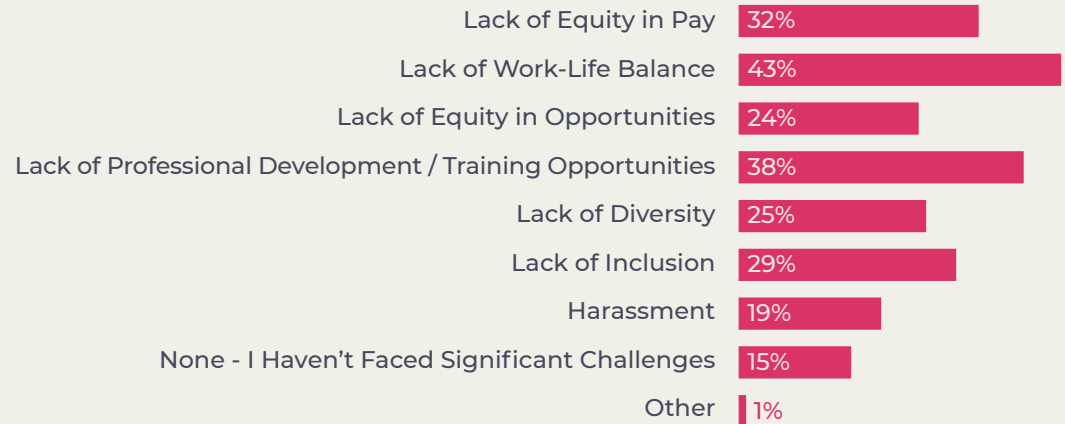 Lack of Equity in Pay 32%
Lack of Work-Life Balance 43%
Lack of Equity in Opportunities 24%
Lack of Professional Development / Training Opportunities 38%
Lack of Diversity 25%
Lack of Inclusion 29%
Harassment 19%
None - I Haven’t Faced Significant Challenges 15%
Other 1%